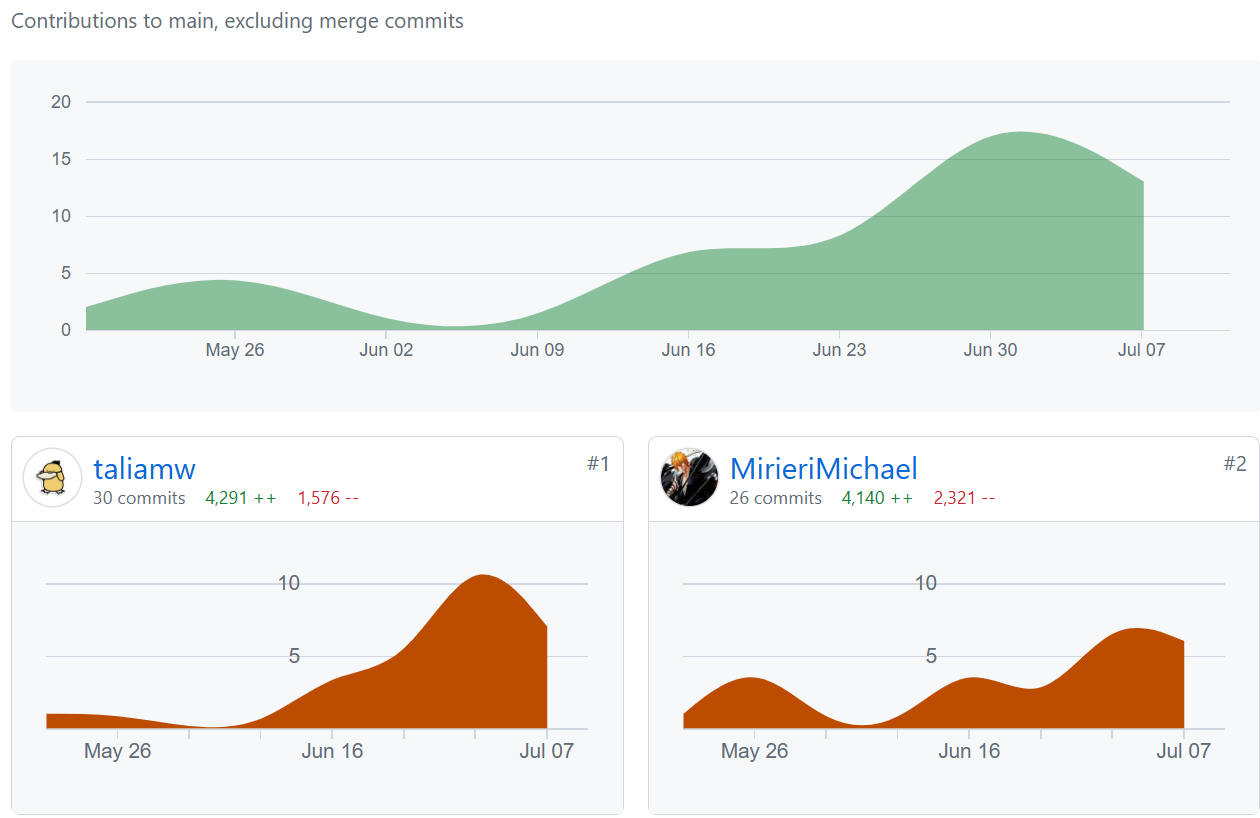 Contributions to main, excluding merge commits
20
15
10
5
0
May 26 Jun 02 Jun 09 Jun 16 Jun 23 Jun 30 Jul 07
taliamw #1
30 commits 4,291 ++ 1,576 --
10
5
May 26 Jun 16 Jul 07
MirieriMichael #2
26 commits 4,140 ++ 2,321 --
10
5
May 26 Jun 16 Jul 07